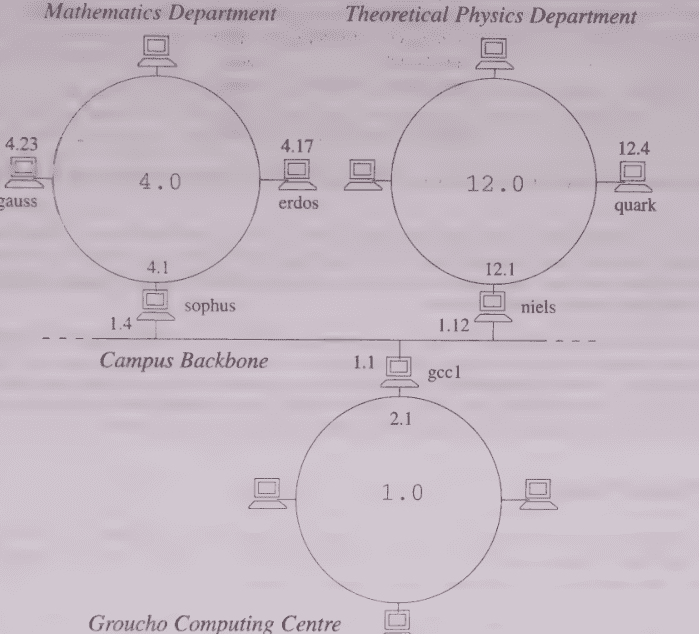 Mathematics Department
Theoretical Physics Department
4.23
4.17
12.4
4.0
12.0
gauss
erdos
quark
4.1
12.1
sophus
niels
1.4
1.12
Campus Backbone
1.1
gcc1
2.1
1.0
Groucho Computing Centre